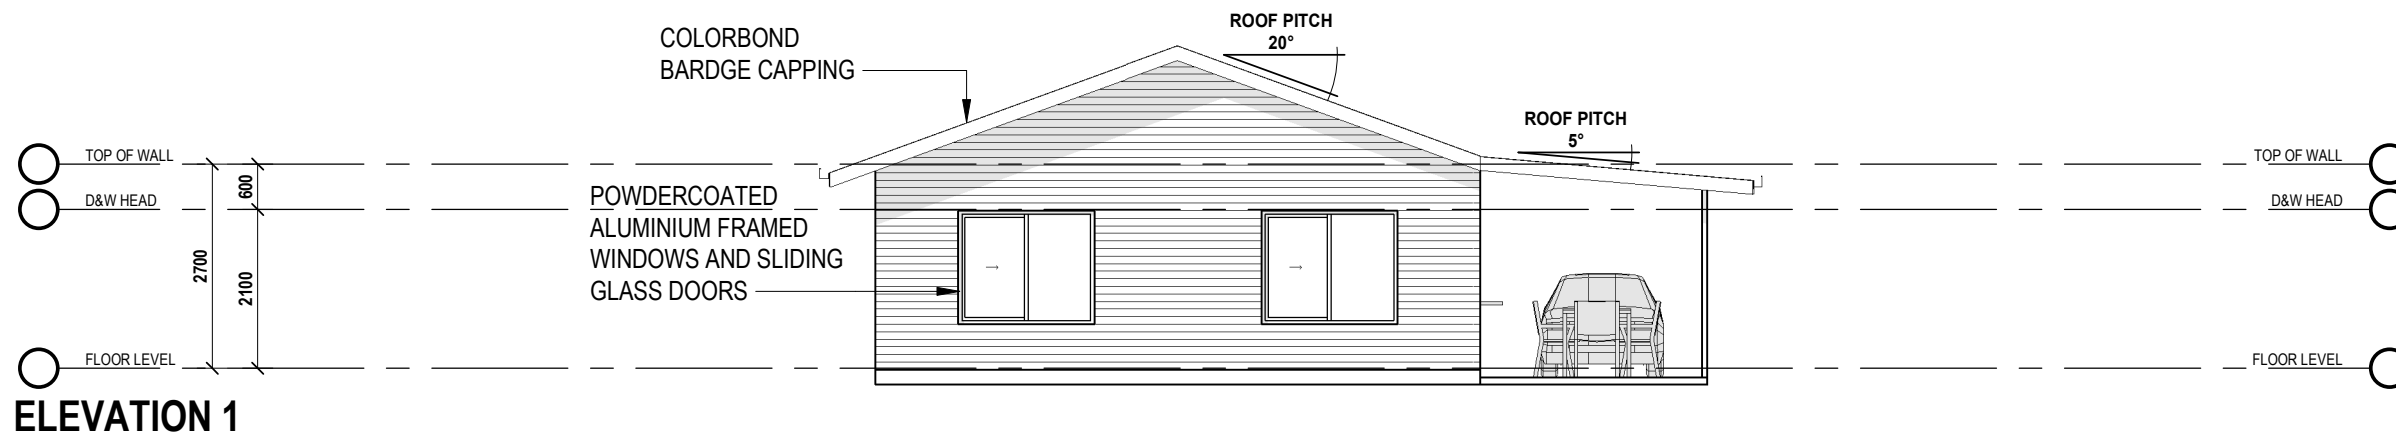 ROOF PITCH
20°
COLORBOND
BARDGE CAPPING
ROOF PITCH
5°
TOP OF WALL
TOP OF WALL
600
D&W HEAD
D&W HEAD
POWDERCOATED
ALUMINIUM FRAMED
WINDOWS AND SLIDING
GLASS DOORS
2700
2100
FLOOR LEVEL
FLOOR LEVEL
ELEVATION 1